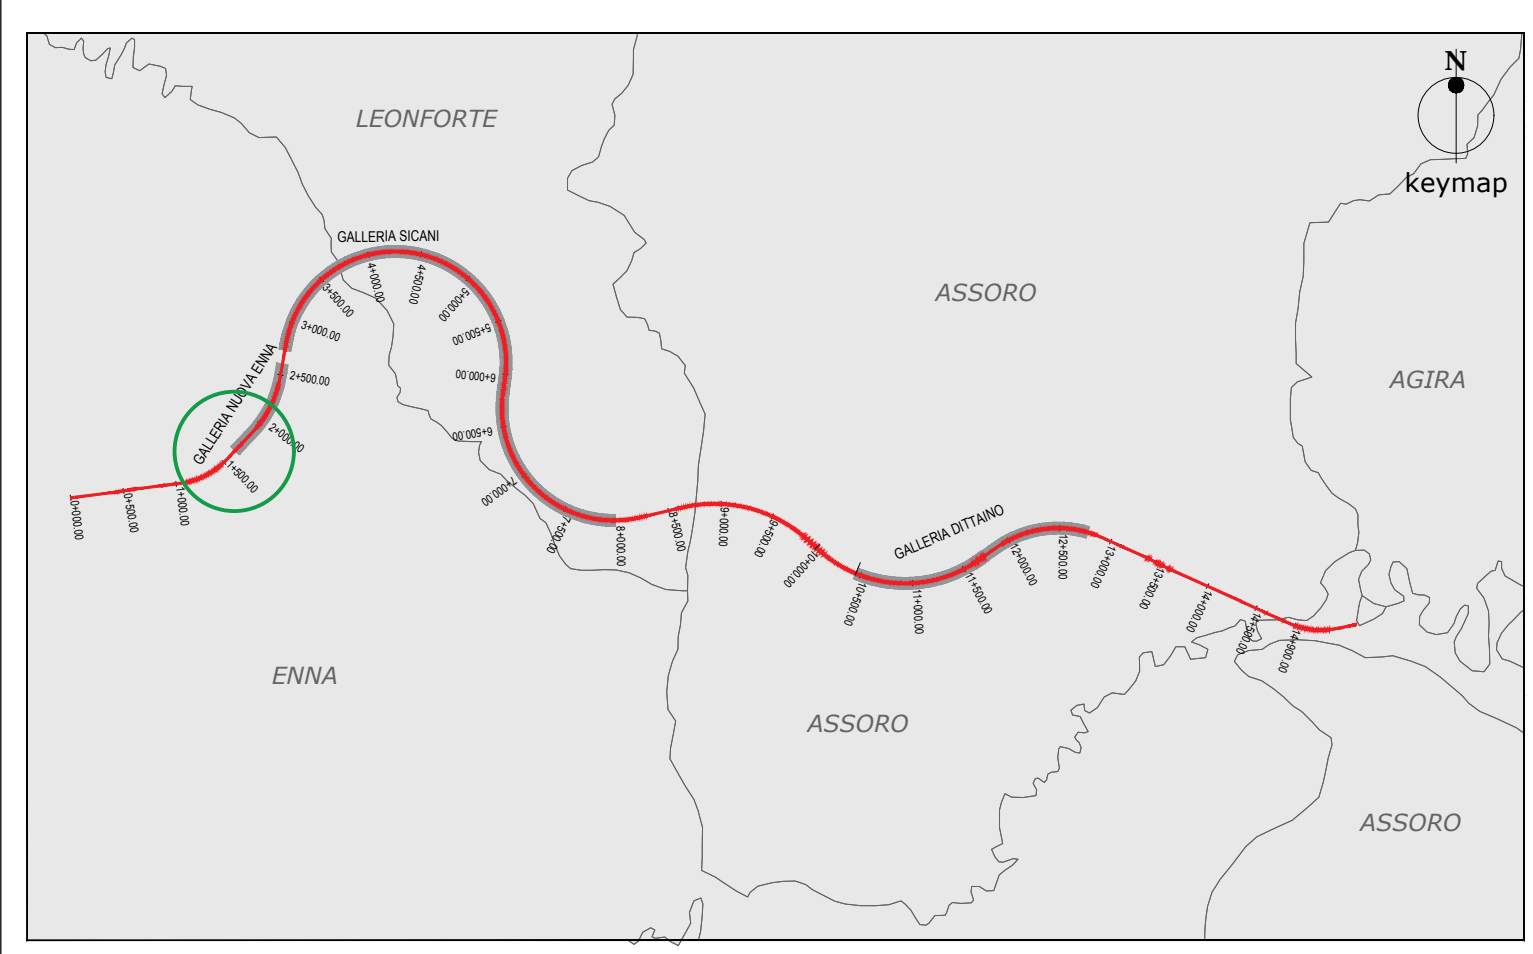 N
keymap
LEONFORTE
GALLERIA SICANI
ASSORO
AGIRA
GALLERIA NUOVA ENNA
GALLERIA DITTAINO
ENNA
ASSORO
ASSORO
0+000.00
0+500.00
1+000.00
1+500.00
2+000.00
2+500.00
3+000.00
3+500.00
4+000.00
4+500.00
5+000.00
5+500.00
6+000.00
6+500.00
7+000.00
7+500.00
8+000.00
8+500.00
9+000.00
9+500.00
10+000.00
10+500.00
11+000.00
11+500.00
12+000.00
12+500.00
13+000.00
13+500.00
14+000.00
14+500.00
14+900.00